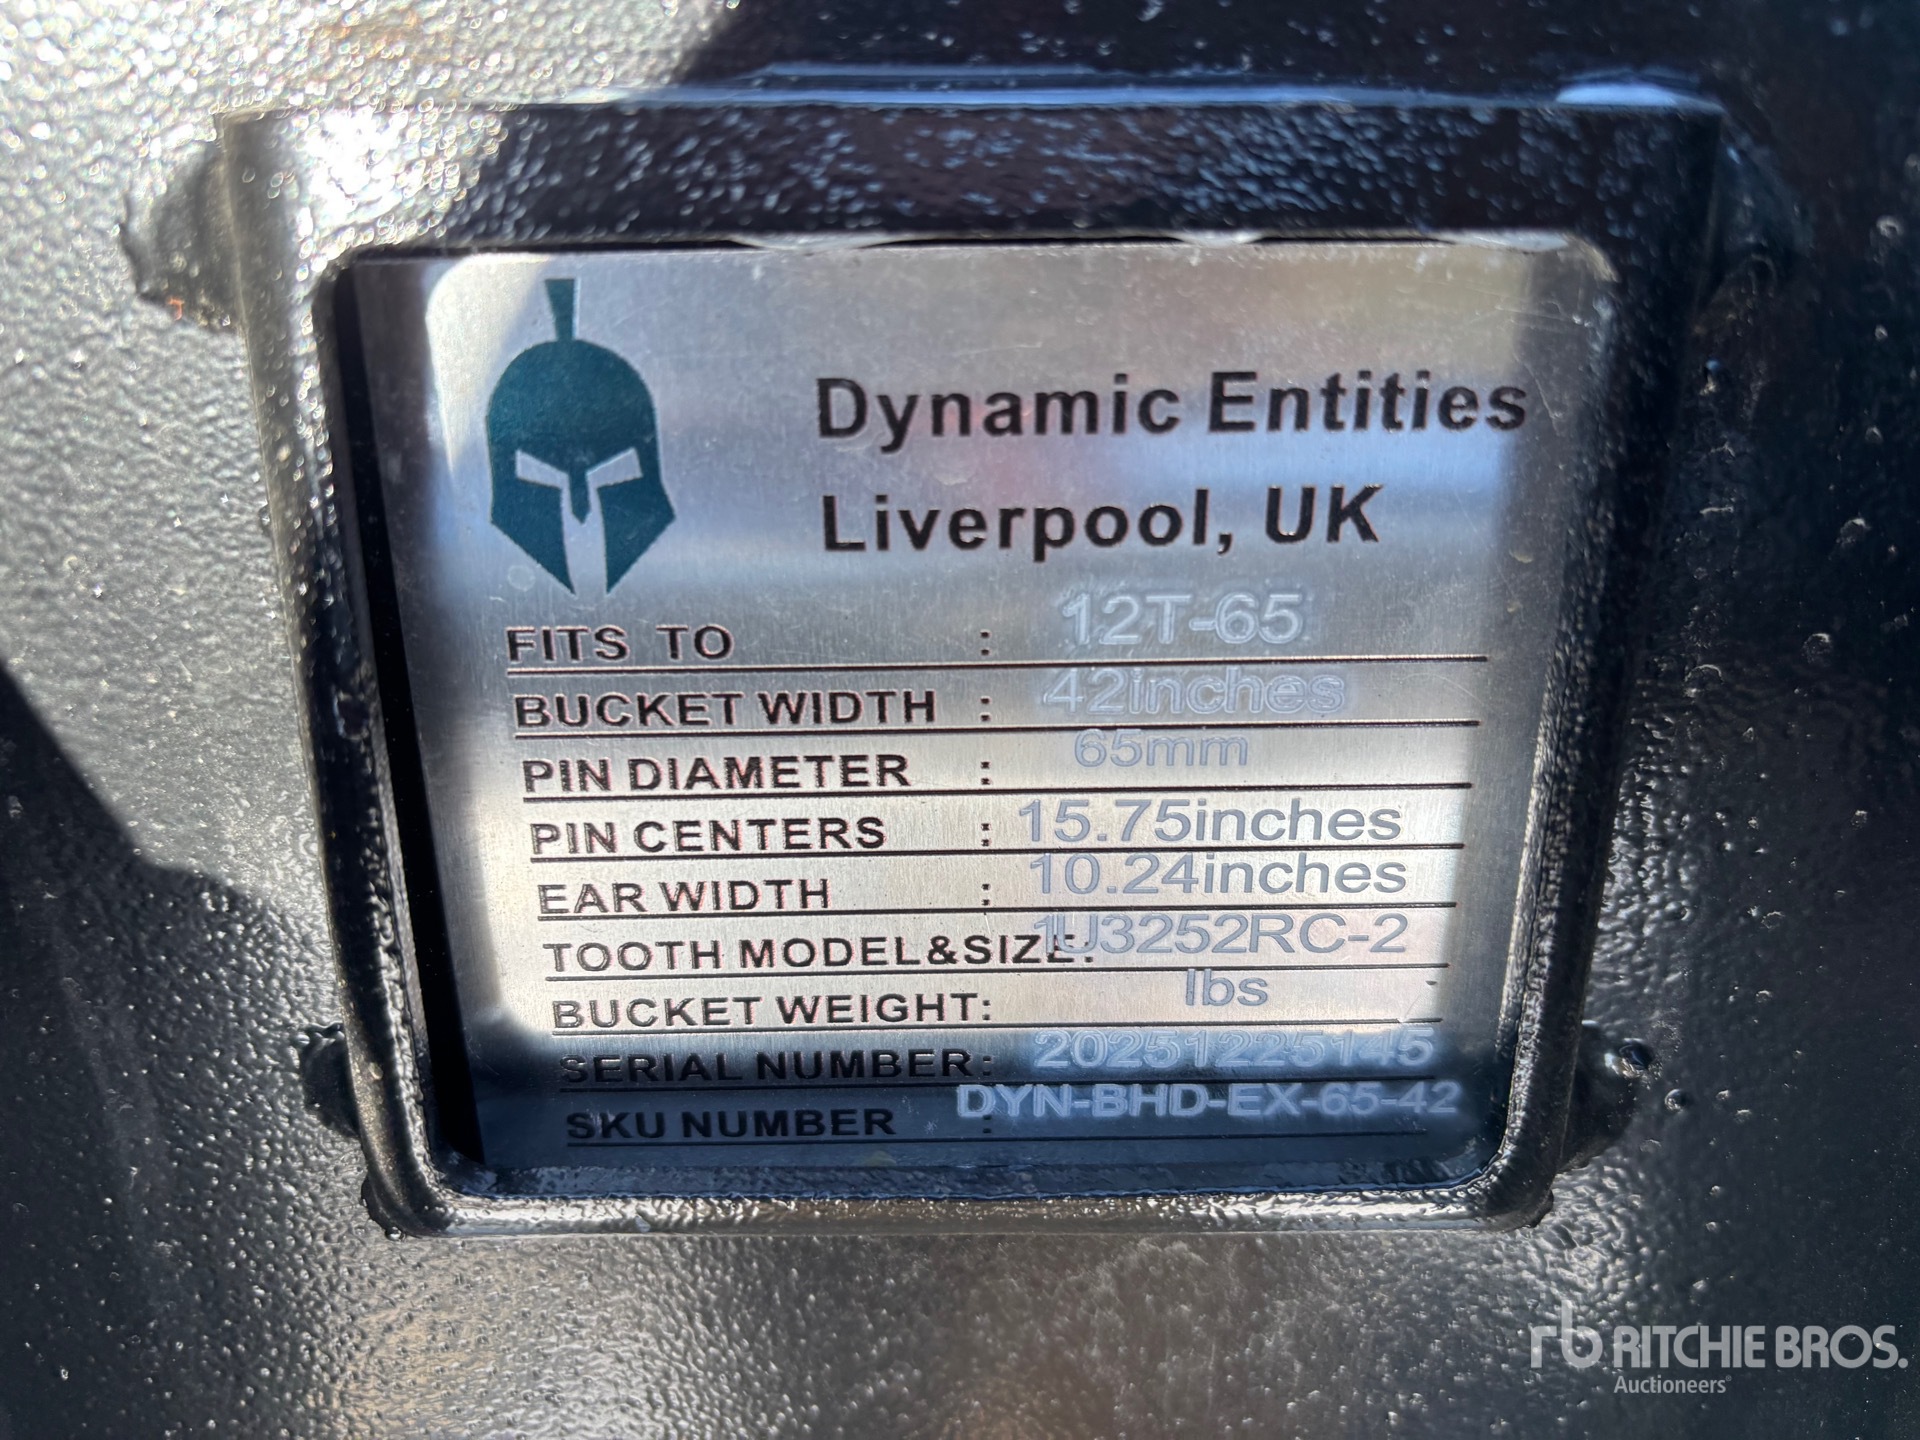 Dynamic Entities
Liverpool, UK
FITS TO : 12T-65
BUCKET WIDTH : 42inches
PIN DIAMETER : 65mm
PIN CENTERS : 15.75inches
EAR WIDTH : 10.24inches
TOOTH MODEL&SIZE: 1U3252RC-2
BUCKET WEIGHT: lbs
SERIAL NUMBER: 20251225145
SKU NUMBER : DYN-BHD-EX-65-42
rb RITCHIE BROS.
Auctioneers